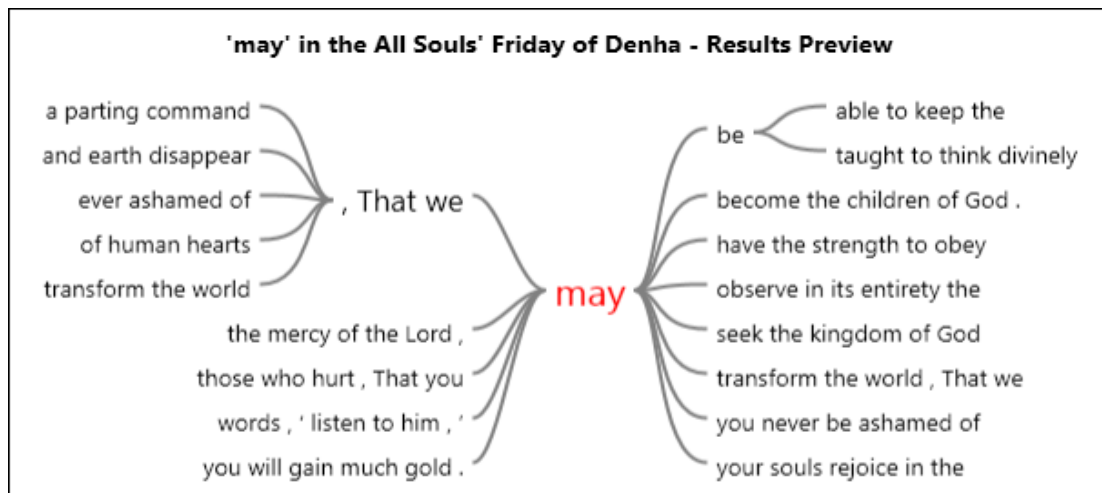 'may' in the All Souls' Friday of Denha - Results Preview
a parting command
and earth disappear
ever ashamed of
of human hearts
transform the world
, That we
the mercy of the Lord ,
those who hurt , That you
words , ‘ listen to him , ’
you will gain much gold .
may
be
able to keep the
taught to think divinely
become the children of God .
have the strength to obey
observe in its entirety the
seek the kingdom of God
transform the world , That we
you never be ashamed of
your souls rejoice in the